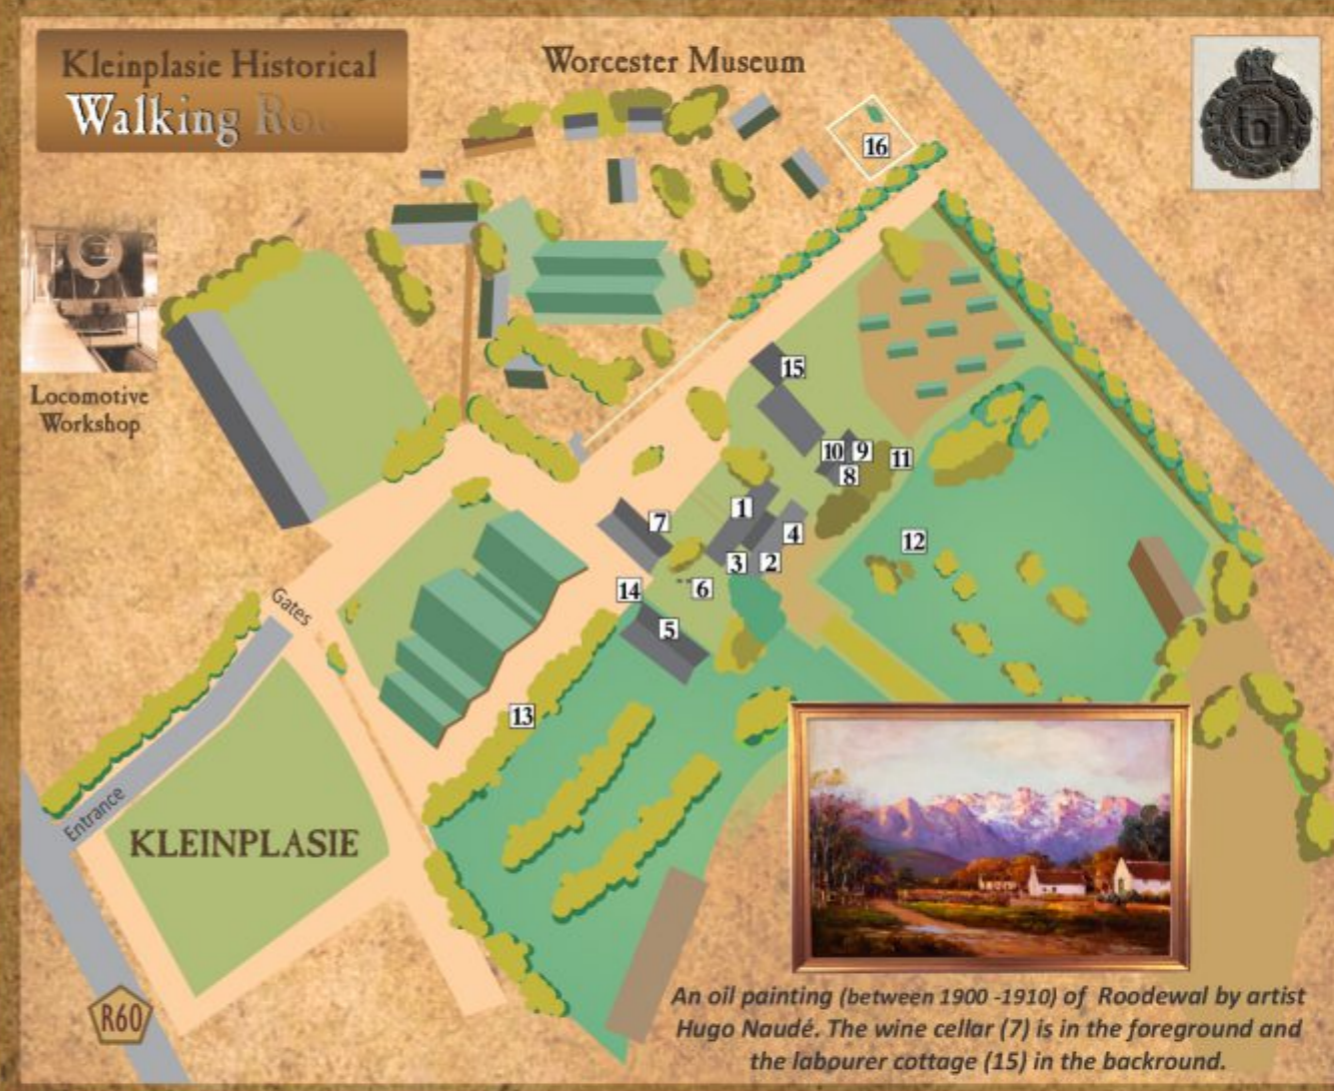 Kleinplasie Historical
Walking Ro
Worcester Museum
16
Locomotive
Workshop
15
10 9
11
8
1
7
4
12
3 2
14
6
Gates
5
13
Entrance
KLEINPLASIE
R60
An oil painting (between 1900 -1910) of Roodewal by artist
Hugo Naudé. The wine cellar (7) is in the foreground and
the labourer cottage (15) in the backround.